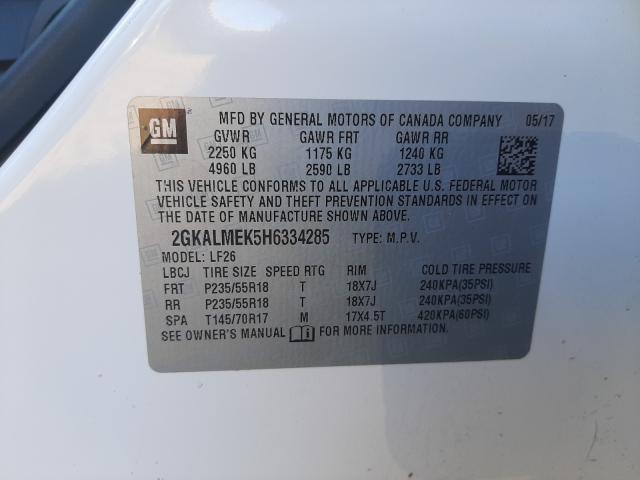 GM
MFD BY GENERAL MOTORS OF CANADA COMPANY 05/17
GVWR GAWR FRT GAWR RR
2250 KG 1175 KG 1240 KG
4960 LB 2590 LB 2733 LB
THIS VEHICLE CONFORMS TO ALL APPLICABLE U.S. FEDERAL MOTOR
VEHICLE SAFETY AND THEFT PREVENTION STANDARDS IN EFFECT ON
THE DATE OF MANUFACTURE SHOWN ABOVE.
2GKALMEK5H6334285 TYPE: M.P.V.
MODEL: LF26
LBCJ TIRE SIZE SPEED RTG RIM COLD TIRE PRESSURE
FRT P235/55R18 T 18X7J 240KPA(35PSI)
RR P235/55R18 T 18X7J 240KPA(35PSI)
SPA T145/70R17 M 17X4.5T 420KPA(60PSI)
SEE OWNER'S MANUAL FOR MORE INFORMATION.